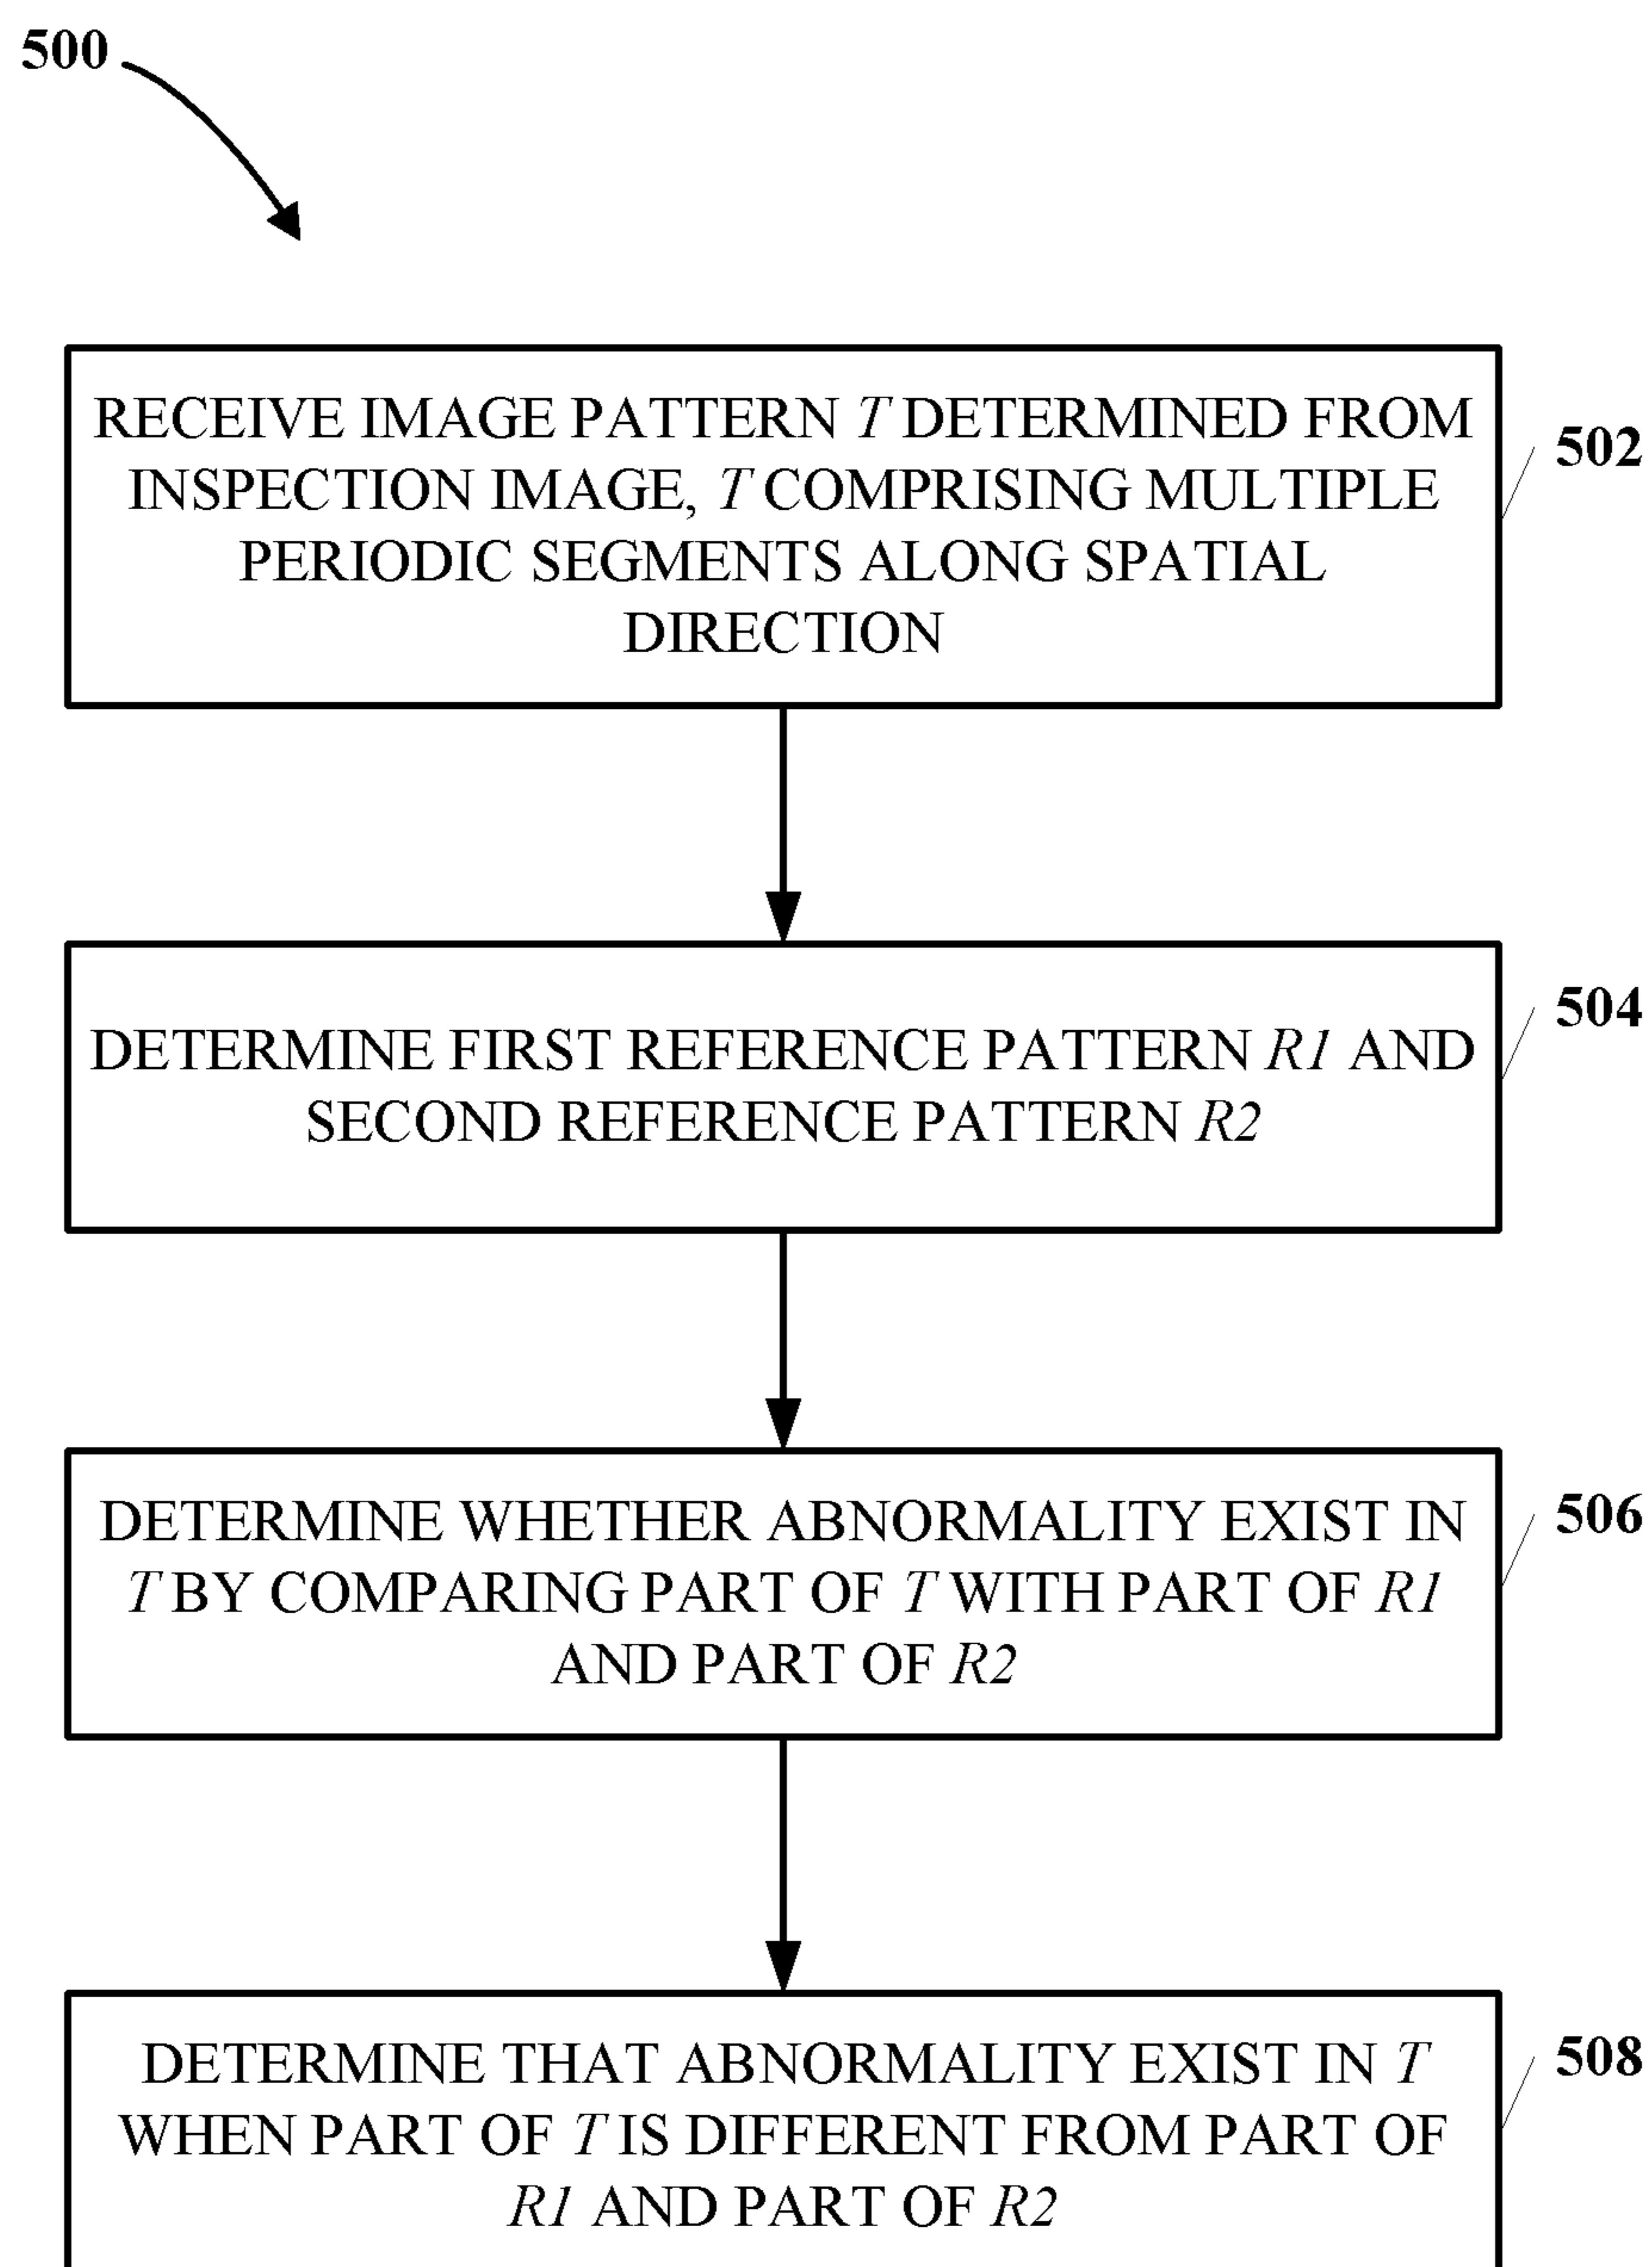 500
RECEIVE IMAGE PATTERN T DETERMINED FROM
INSPECTION IMAGE, T COMPRISING MULTIPLE
PERIODIC SEGMENTS ALONG SPATIAL
DIRECTION
502
DETERMINE FIRST REFERENCE PATTERN R1 AND
SECOND REFERENCE PATTERN R2
504
DETERMINE WHETHER ABNORMALITY EXIST IN
T BY COMPARING PART OF T WITH PART OF R1
AND PART OF R2
506
DETERMINE THAT ABNORMALITY EXIST IN T
WHEN PART OF T IS DIFFERENT FROM PART OF
R1 AND PART OF R2
508